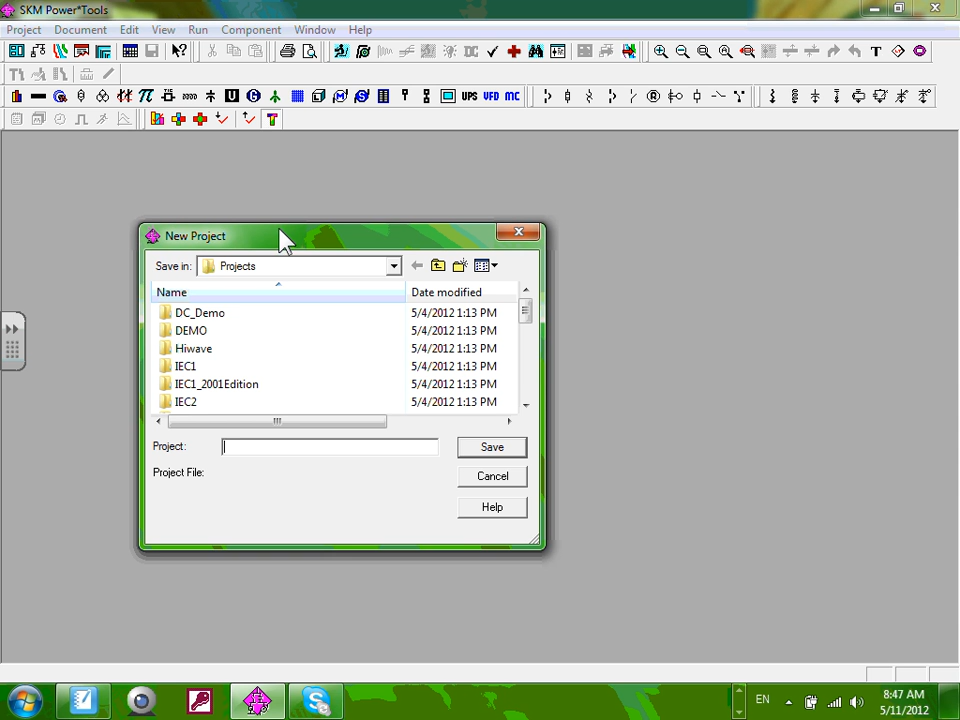 SKM Power*Tools
Project Document Edit View Run Component Window Help
DC
UPS VFD MC
New Project
Save in: Projects
Name Date modified
DC_Demo 5/4/2012 1:13 PM
DEMO 5/4/2012 1:13 PM
Hiwave 5/4/2012 1:13 PM
IEC1 5/4/2012 1:13 PM
IEC1_2001Edition 5/4/2012 1:13 PM
IEC2 5/4/2012 1:13 PM
Project: Save
Project File: Cancel
Help
EN
8:47 AM
5/11/2012